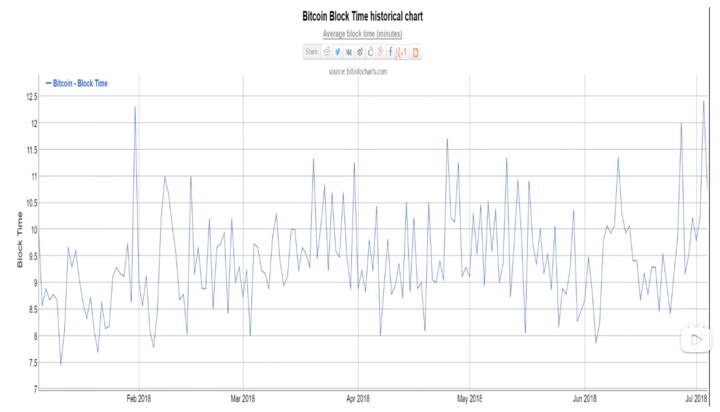 Bitcoin Block Time historical chart
Average block time (minutes)
Share:
+1
source: bitinfocharts.com
Bitcoin - Block Time
Block Time
12.5
12
11.5
11
10.5
10
9.5
9
8.5
8
7.5
7
Feb 2018
Mar 2018
Apr 2018
May 2018
Jun 2018
Jul 2018